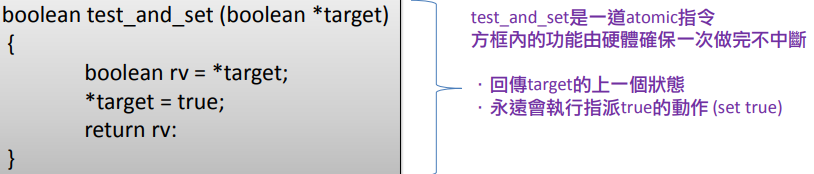 boolean test_and_set (boolean *target)
{
boolean rv = *target;
*target = true;
return rv:
}
test_and_set是一道atomic指令
方框內的功能由硬體確保一次做完不中斷
‧回傳target的上一個狀態
‧永遠會執行指派true的動作 (set true)